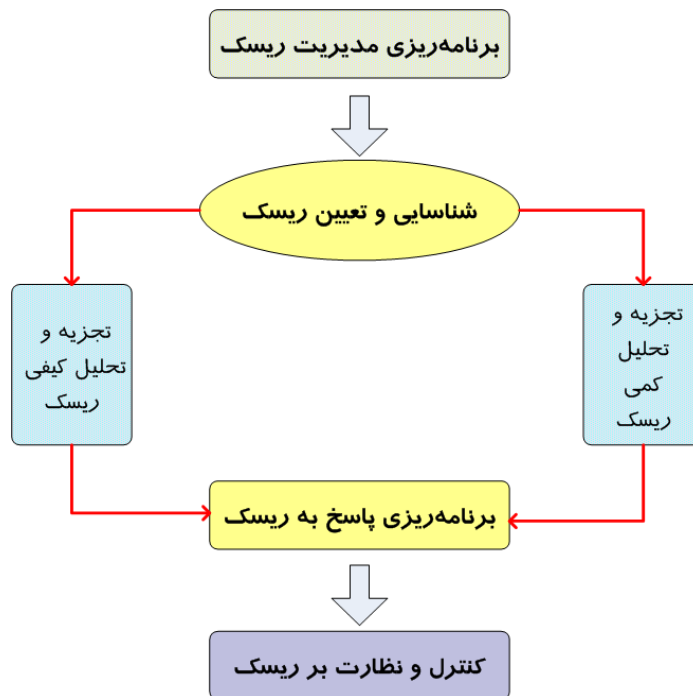 برنامه‌ریزی مدیریت ریسک
شناسایی و تعیین ریسک
تجزیه و
تحلیل
کمی
ریسک
تجزیه و
تحلیل کیفی
ریسک
برنامه‌ریزی پاسخ به ریسک
کنترل و نظارت بر ریسک